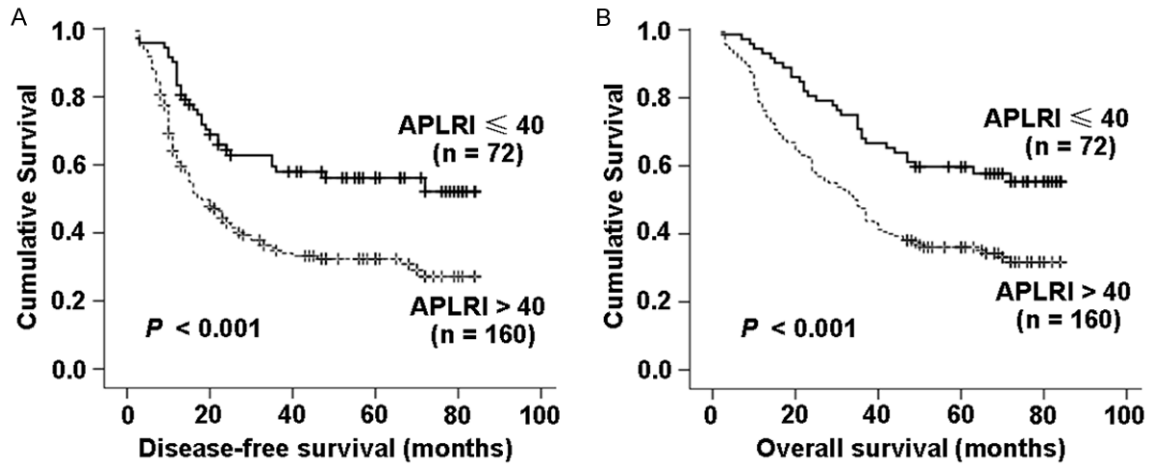 A
1.0
0.8
0.6
0.4
0.2
0.0
Cumulative Survival
APLRI ⩽ 40
(n = 72)
APLRI > 40
(n = 160)
P < 0.001
0 20 40 60 80 100
Disease-free survival (months)
B
1.0
0.8
0.6
0.4
0.2
0.0
Cumulative Survival
APLRI ⩽ 40
(n = 72)
APLRI > 40
(n = 160)
P < 0.001
0 20 40 60 80 100
Overall survival (months)